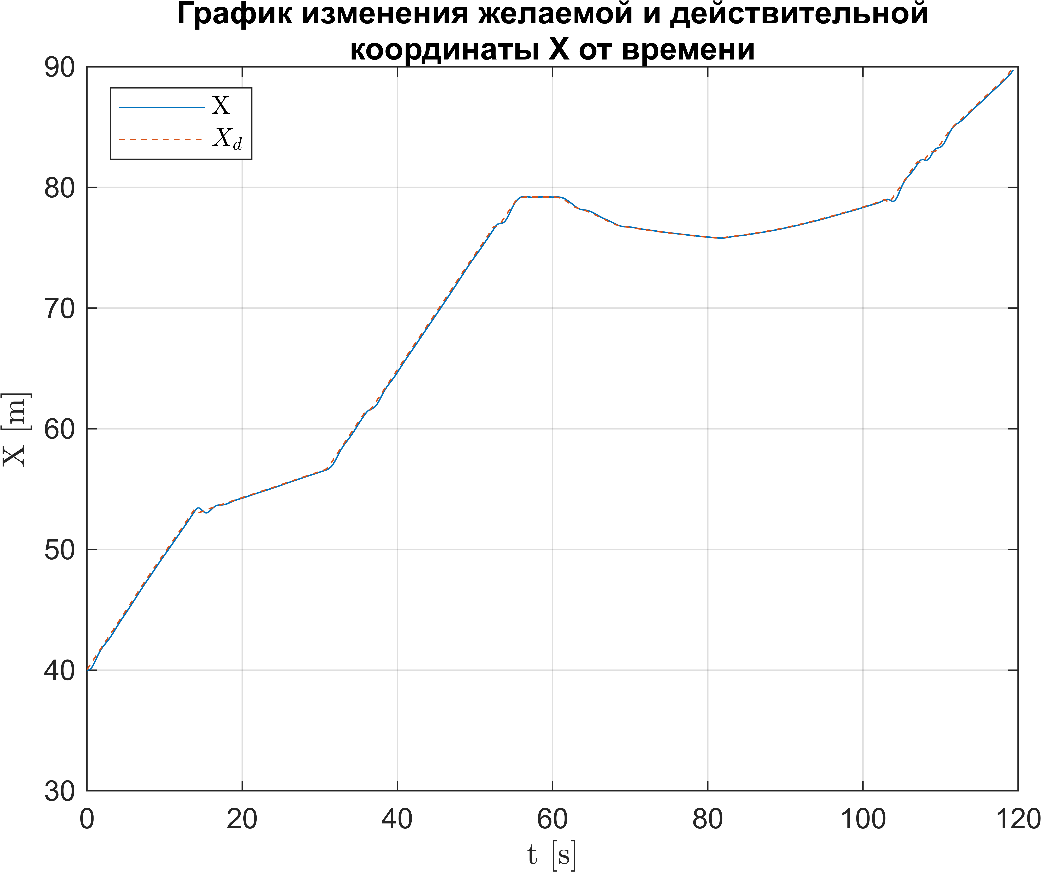 График изменения желаемой и действительной
координаты X от времени
X
X_d
90
80
70
60
50
40
30
X [m]
0 20 40 60 80 100 120
t [s]